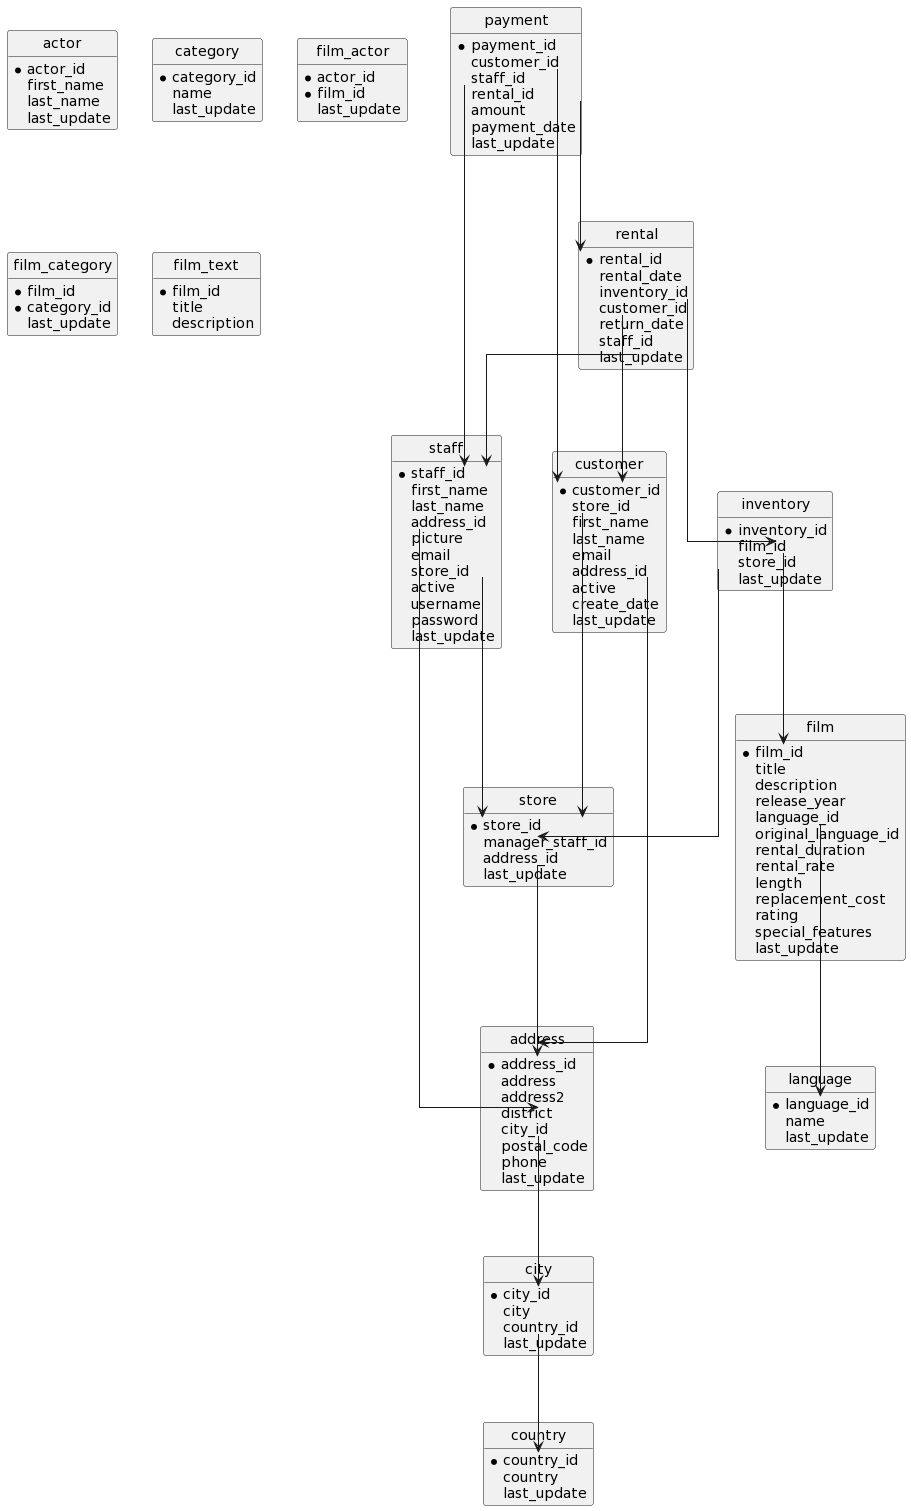 actor
actor_id
first_name
last_name
last_update
category
category_id
name
last_update
film_actor
actor_id
film_id
last_update
payment
payment_id
customer_id
staff_id
rental_id
amount
payment_date
last_update
film_category
film_id
category_id
last_update
film_text
film_id
title
description
rental
rental_id
rental_date
inventory_id
customer_id
return_date
staff_id
last_update
staff
staff_id
first_name
last_name
address_id
picture
email
store_id
active
username
password
last_update
customer
customer_id
store_id
first_name
last_name
email
address_id
active
create_date
last_update
inventory
inventory_id
film_id
store_id
last_update
film
film_id
title
description
release_year
language_id
original_language_id
rental_duration
rental_rate
length
replacement_cost
rating
special_features
last_update
store
store_id
manager_staff_id
address_id
last_update
address
address_id
address
address2
district
city_id
postal_code
phone
last_update
language
language_id
name
last_update
city
city_id
city
country_id
last_update
country
country_id
country
last_update